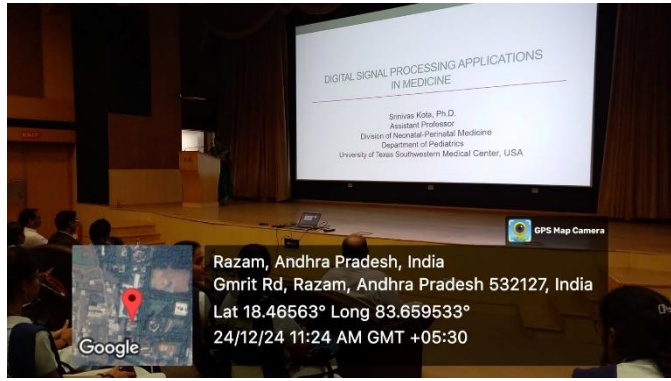 DIGITAL SIGNAL PROCESSING APPLICATIONS
IN MEDICINE
Srinivas Kota, Ph.D.
Assistant Professor
Division of Neonatal-Perinatal Medicine
Department of Pediatrics
University of Texas Southwestern Medical Center, USA
EXIT
GPS Map Camera
Razam, Andhra Pradesh, India
Gmrit Rd, Razam, Andhra Pradesh 532127, India
Lat 18.46563° Long 83.659533°
24/12/24 11:24 AM GMT +05:30
Google